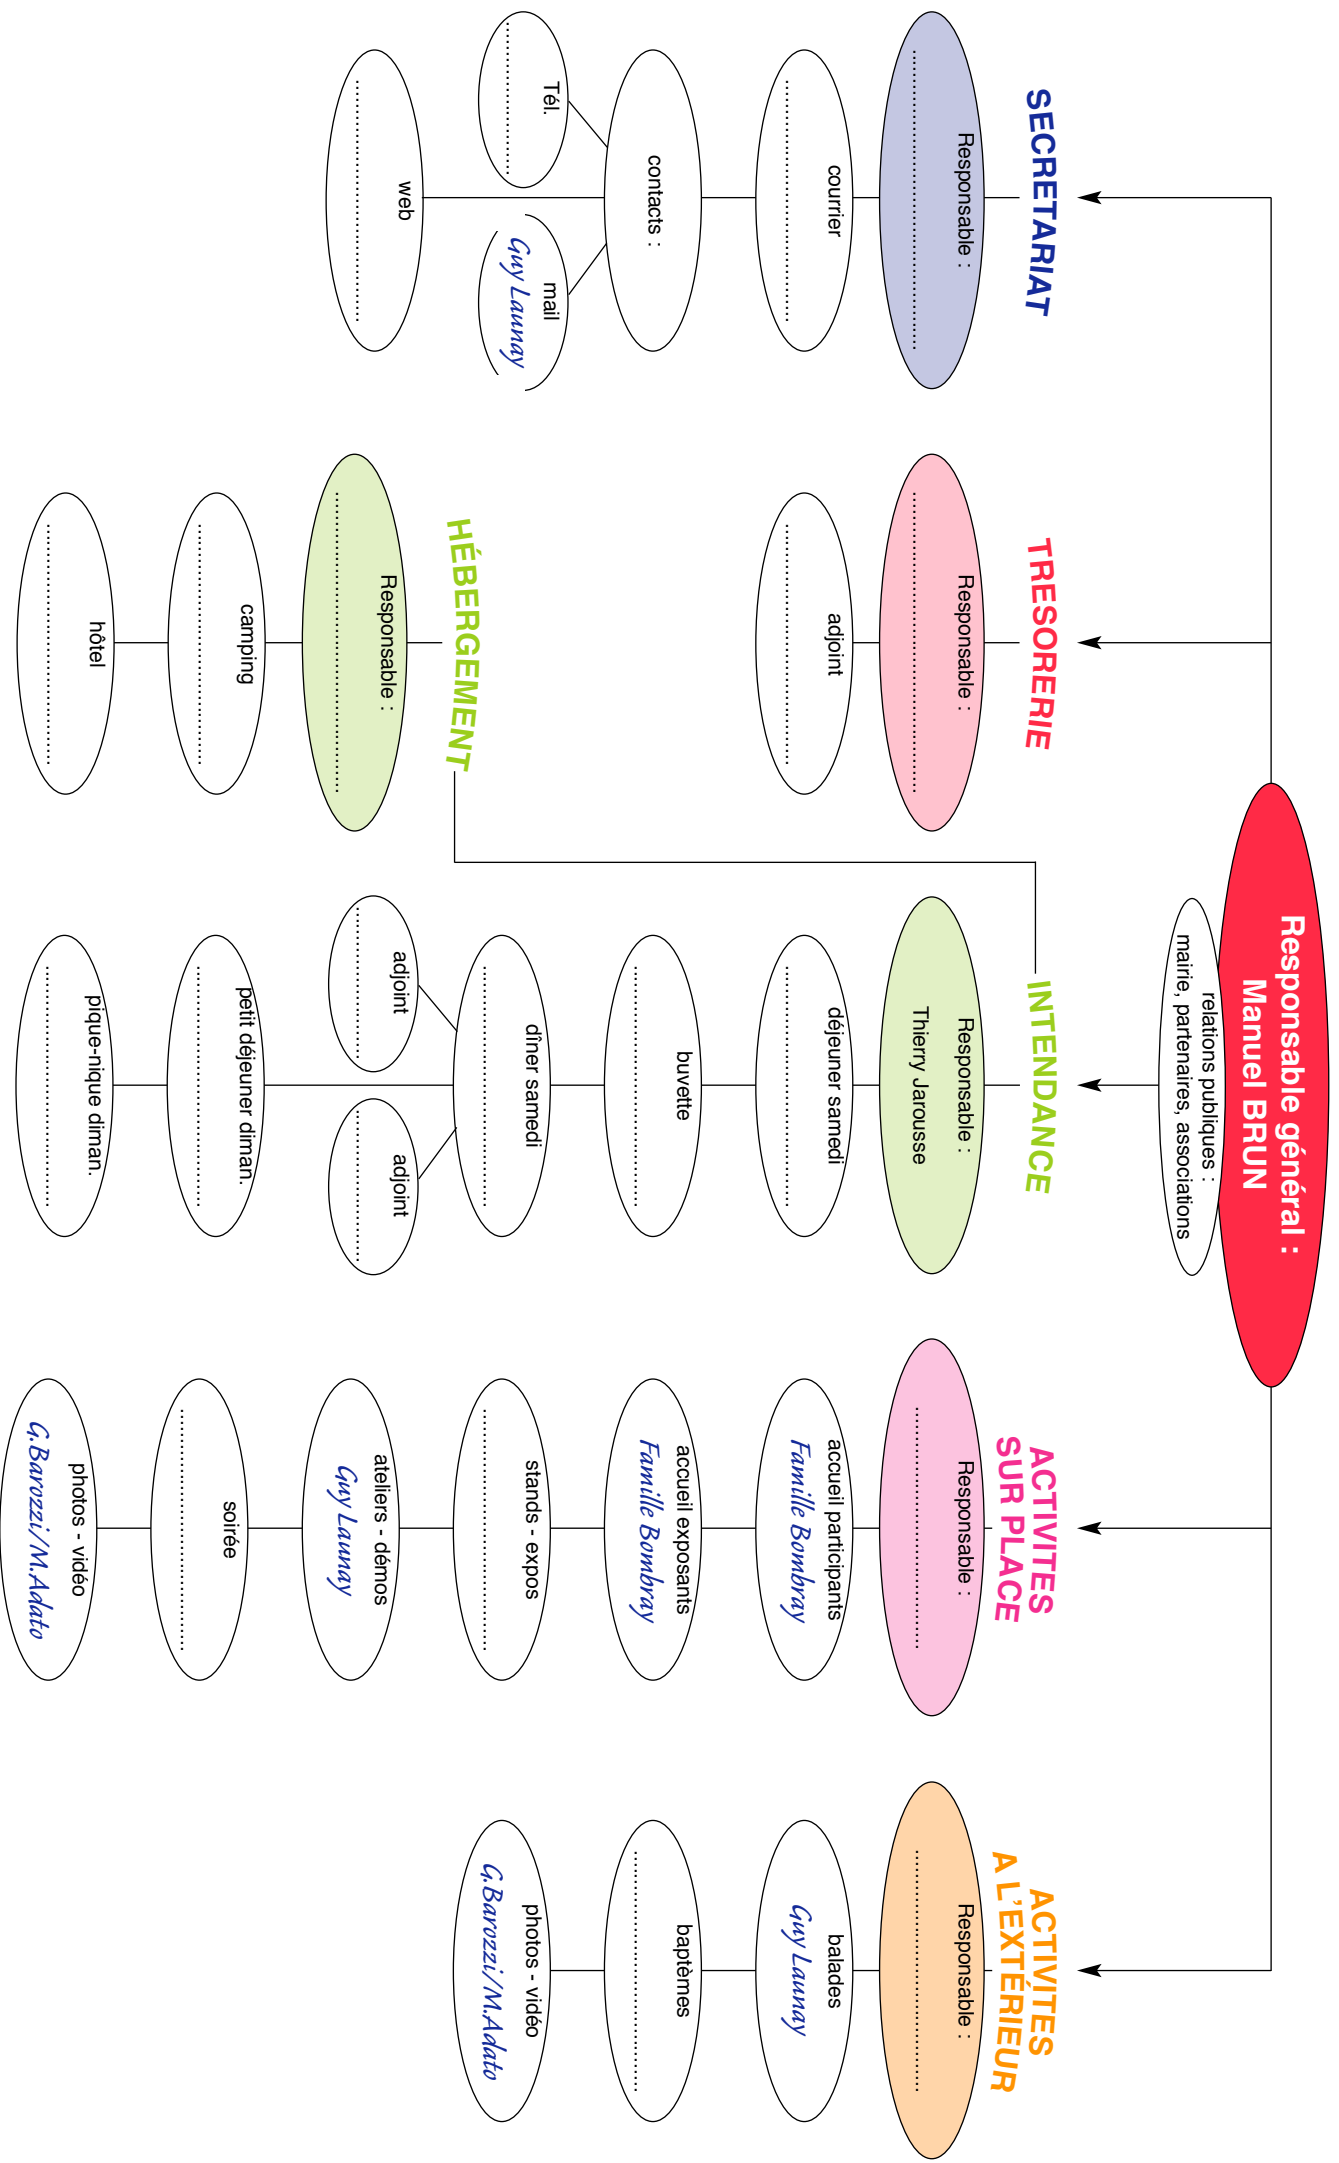 Responsable général :
Manuel BRUN
relations publiques :
mairie, partenaires, associations
SECRETARIAT
Responsable :
courrier
contacts :
Tél.
mail
Guy Launay
web
TRESORERIE
Responsable :
adjoint
HÉBERGEMENT
Responsable :
camping
hôtel
INTENDANCE
Responsable :
Thierry Jarousse
déjeuner samedi
buvette
dîner samedi
adjoint
adjoint
petit déjeuner diman.
pique-nique diman.
ACTIVITES
SUR PLACE
Responsable :
accueil participants
Famille Bombray
accueil exposants
Famille Bombray
stands - expos
ateliers - démos
Guy Launay
soirée
photos - vidéo
G.Barozzi/M.Adato
ACTIVITES
A L'EXTÉRIEUR
Responsable :
balades
Guy Launay
baptèmes
photos - vidéo
G.Barozzi/M.Adato